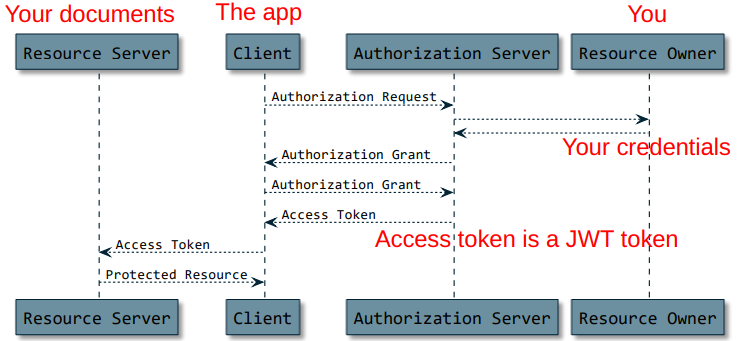 Your documents
The app
You
Resource Server
Client
Authorization Server
Resource Owner
Authorization Request
Your credentials
Authorization Grant
Authorization Grant
Access Token
Access token is a JWT token
Access Token
Protected Resource
Resource Server
Client
Authorization Server
Resource Owner